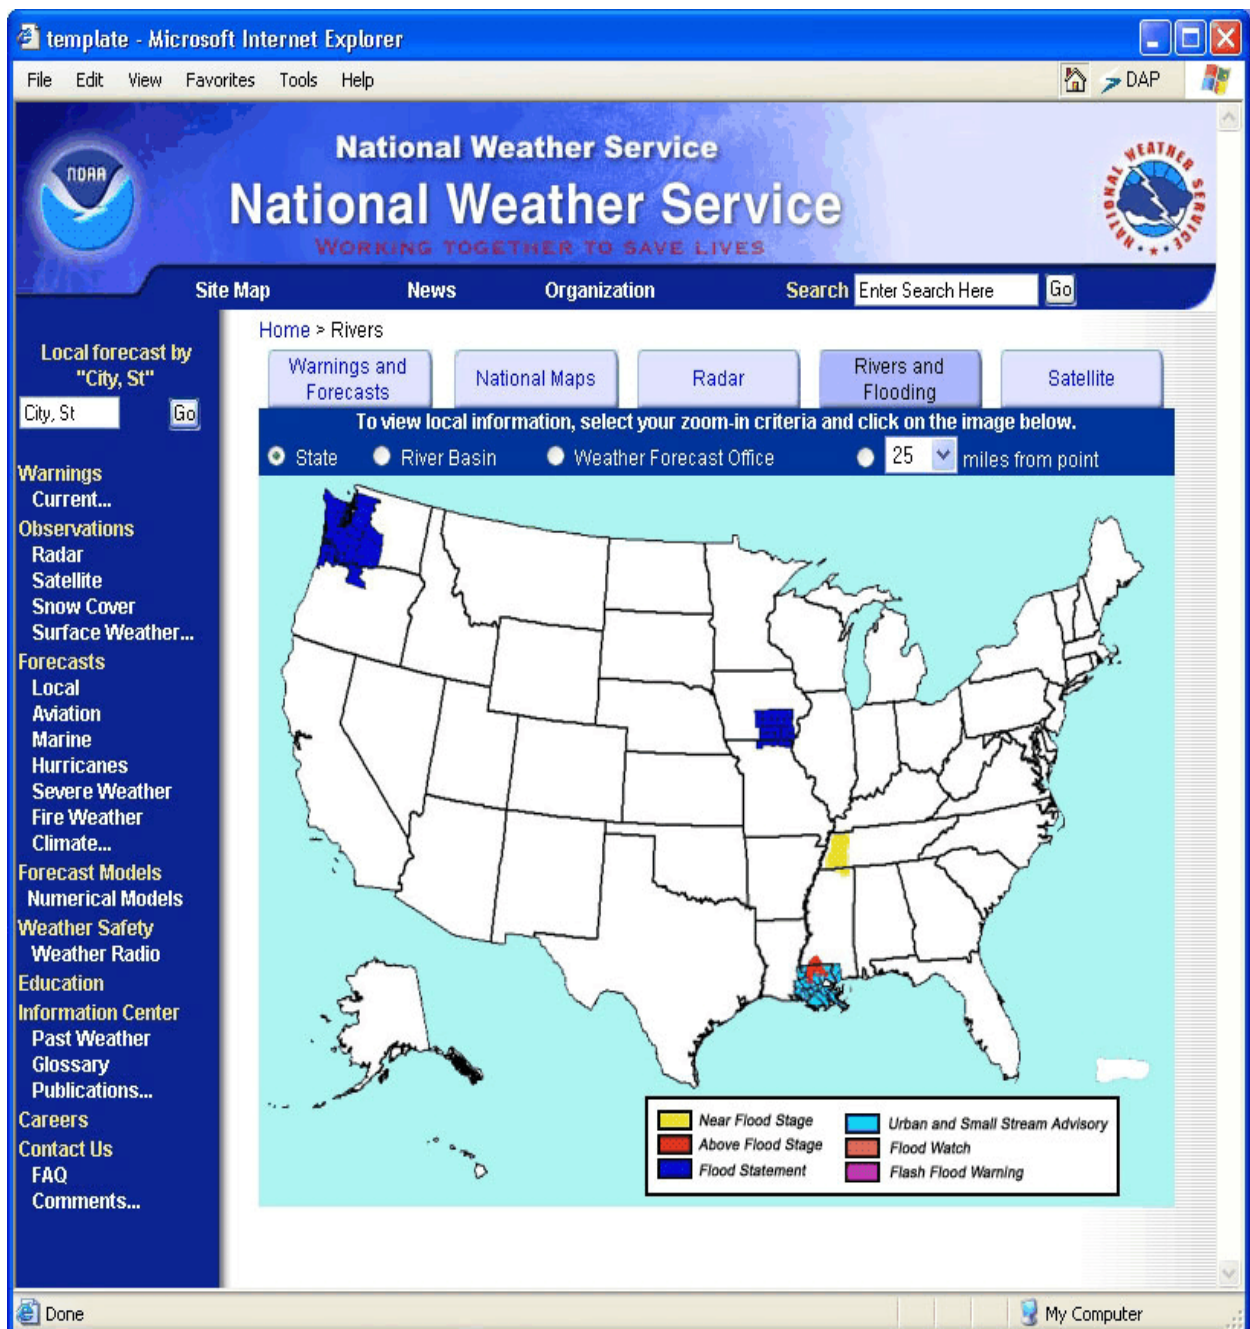 template - Microsoft Internet Explorer
File Edit View Favorites Tools Help
DAP
NOAA
National Weather Service
National Weather Service
WORKING TOGETHER TO SAVE LIVES
NATIONAL WEATHER SERVICE
Site Map News Organization Search Enter Search Here Go
Local forecast by
"City, St"
City, St Go
Warnings
Current...
Observations
Radar
Satellite
Snow Cover
Surface Weather...
Forecasts
Local
Aviation
Marine
Hurricanes
Severe Weather
Fire Weather
Climate...
Forecast Models
Numerical Models
Weather Safety
Weather Radio
Education
Information Center
Past Weather
Glossary
Publications...
Careers
Contact Us
FAQ
Comments...
Home > Rivers
Warnings and
Forecasts
National Maps
Radar
Rivers and
Flooding
Satellite
To view local information, select your zoom-in criteria and click on the image below.
State River Basin Weather Forecast Office 25 miles from point
Near Flood Stage
Above Flood Stage
Flood Statement
Urban and Small Stream Advisory
Flood Watch
Flash Flood Warning
Done My Computer